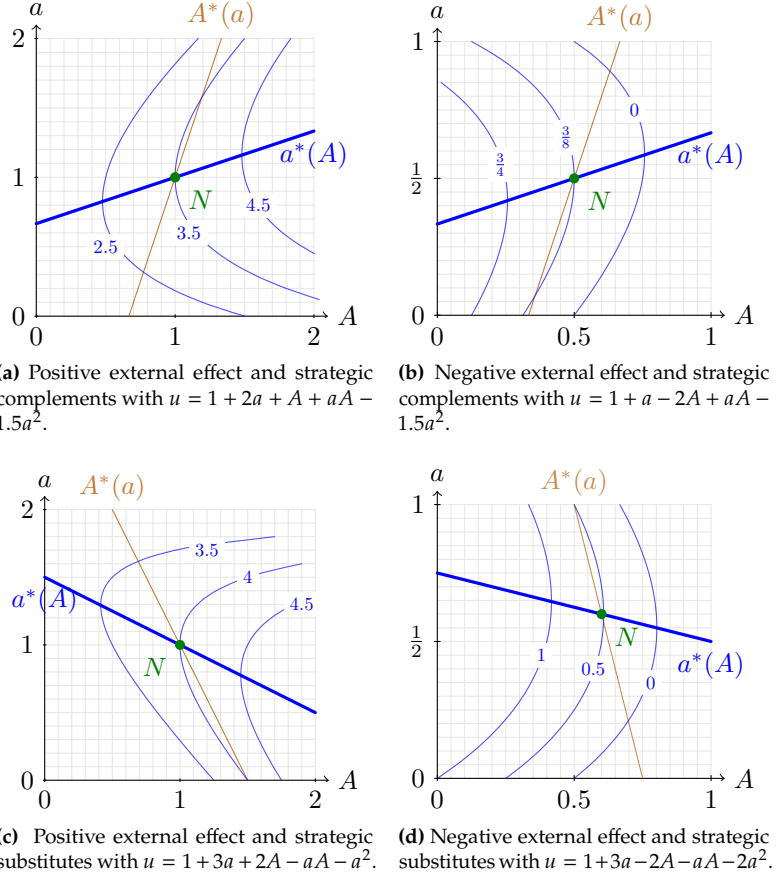 a
A*(a)
2
2.5
3.5
4.5
a*(A)
1
N
0
0
1
2
A
a
A*(a)
1
0
3/8
3/4
a*(A)
1/2
N
0
0
0.5
1
A
(a) Positive external effect and strategic
complements with u = 1 + 2a + A + aA −
1.5a².
(b) Negative external effect and strategic
complements with u = 1 + a − 2A + aA −
1.5a².
a
A*(a)
2
3.5
4
4.5
a*(A)
1
N
0
0
1
2
A
a
A*(a)
1
1/2
N
a*(A)
1
0.5
0
0
0
0.5
1
A
(c) Positive external effect and strategic
substitutes with u = 1 + 3a + 2A − aA − a².
(d) Negative external effect and strategic
substitutes with u = 1 + 3a − 2A − aA − 2a².